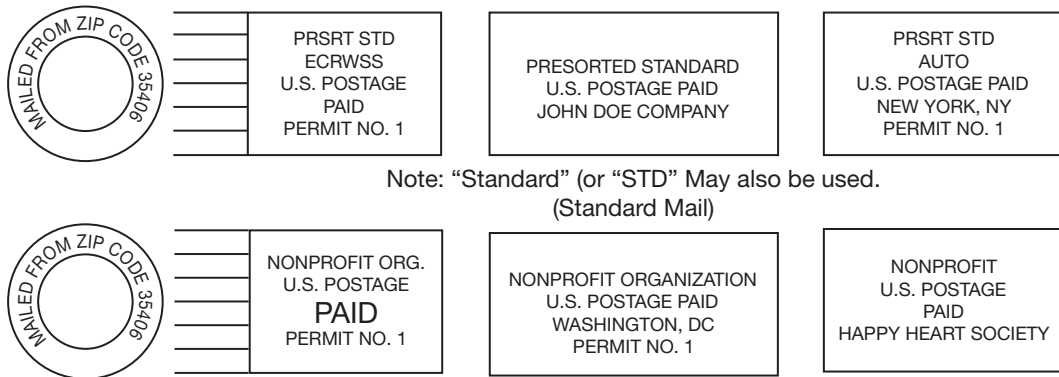 MAILED FROM ZIP CODE 35406
PRSRT STD
ECRWSS
U.S. POSTAGE
PAID
PERMIT NO. 1
PRESORTED STANDARD
U.S. POSTAGE PAID
JOHN DOE COMPANY
PRSRT STD
AUTO
U.S. POSTAGE PAID
NEW YORK, NY
PERMIT NO. 1
Note: “Standard” (or “STD” May also be used.
(Standard Mail)
MAILED FROM ZIP CODE 35406
NONPROFIT ORG.
U.S. POSTAGE
PAID
PERMIT NO. 1
NONPROFIT ORGANIZATION
U.S. POSTAGE PAID
WASHINGTON, DC
PERMIT NO. 1
NONPROFIT
U.S. POSTAGE
PAID
HAPPY HEART SOCIETY